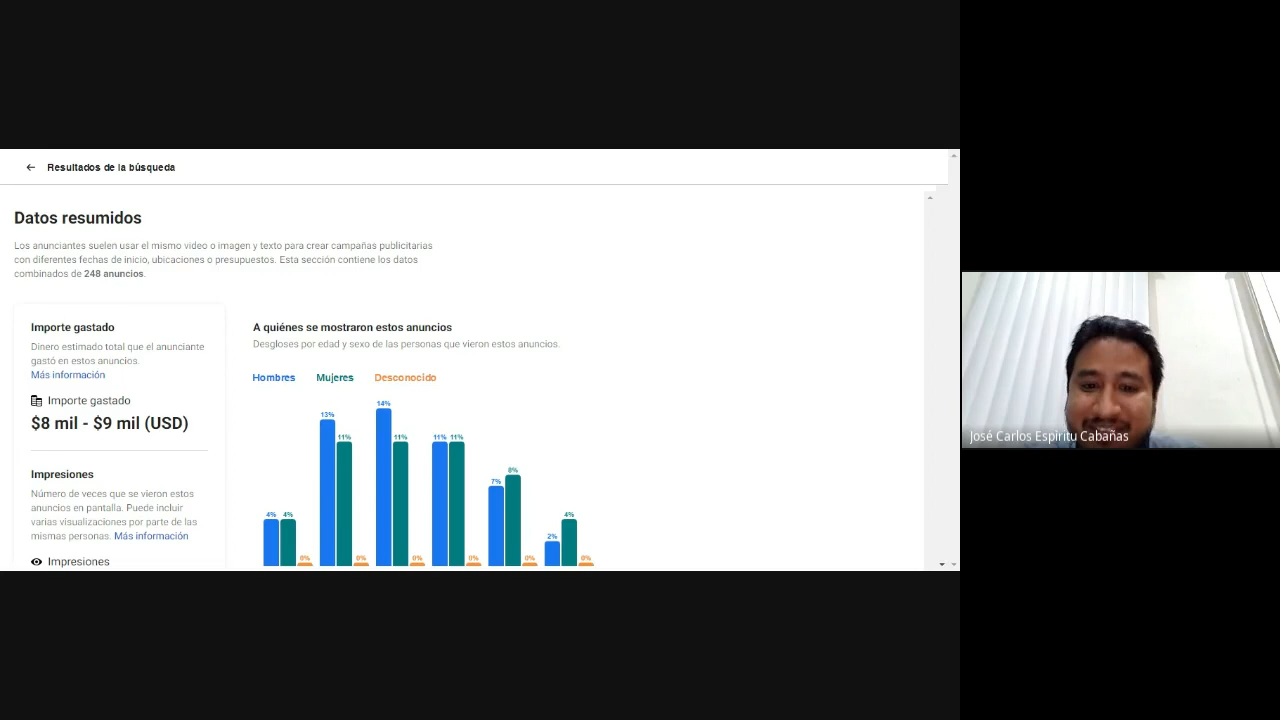 Resultados de la búsqueda
Datos resumidos
Los anunciantes suelen usar el mismo video o imagen y texto para crear campañas publicitarias
con diferentes fechas de inicio, ubicaciones o presupuestos. Esta sección contiene los datos
combinados de 248 anuncios.
Importe gastado
Dinero estimado total que el anunciante
gastó en estos anuncios.
Más información
Importe gastado
$8 mil - $9 mil (USD)
Impresiones
Número de veces que se vieron estos
anuncios en pantalla. Puede incluir
varias visualizaciones por parte de las
mismas personas. Más información
Impresiones
A quiénes se mostraron estos anuncios
Desgloses por edad y sexo de las personas que vieron estos anuncios.
Hombres Mujeres Desconocido
4% 4% 0%
13% 11% 0%
14% 11% 0%
11% 11% 0%
7% 8% 0%
2% 4% 0%
José Carlos Espiritu Cabañas